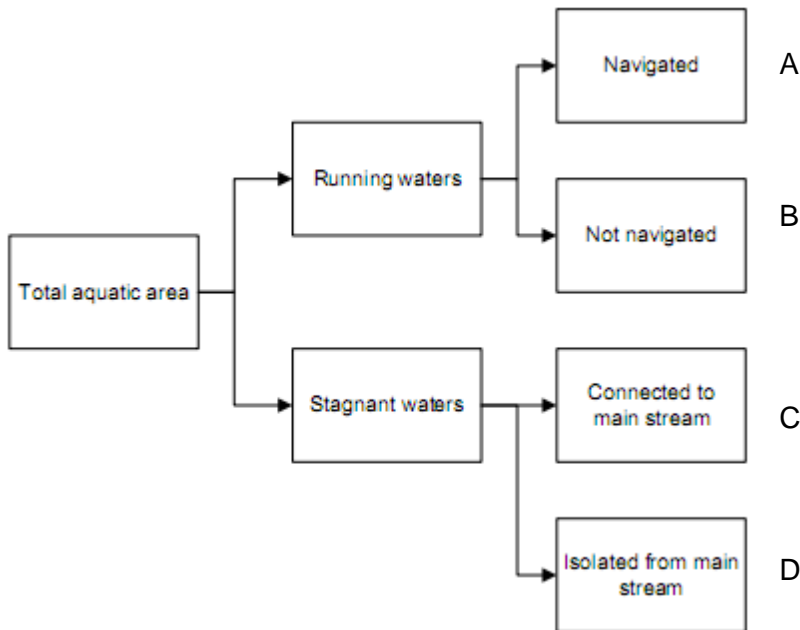 Navigated
A
Running waters
Not navigated
B
Total aquatic area
Stagnant waters
Connected to
main stream
C
Isolated from main
stream
D